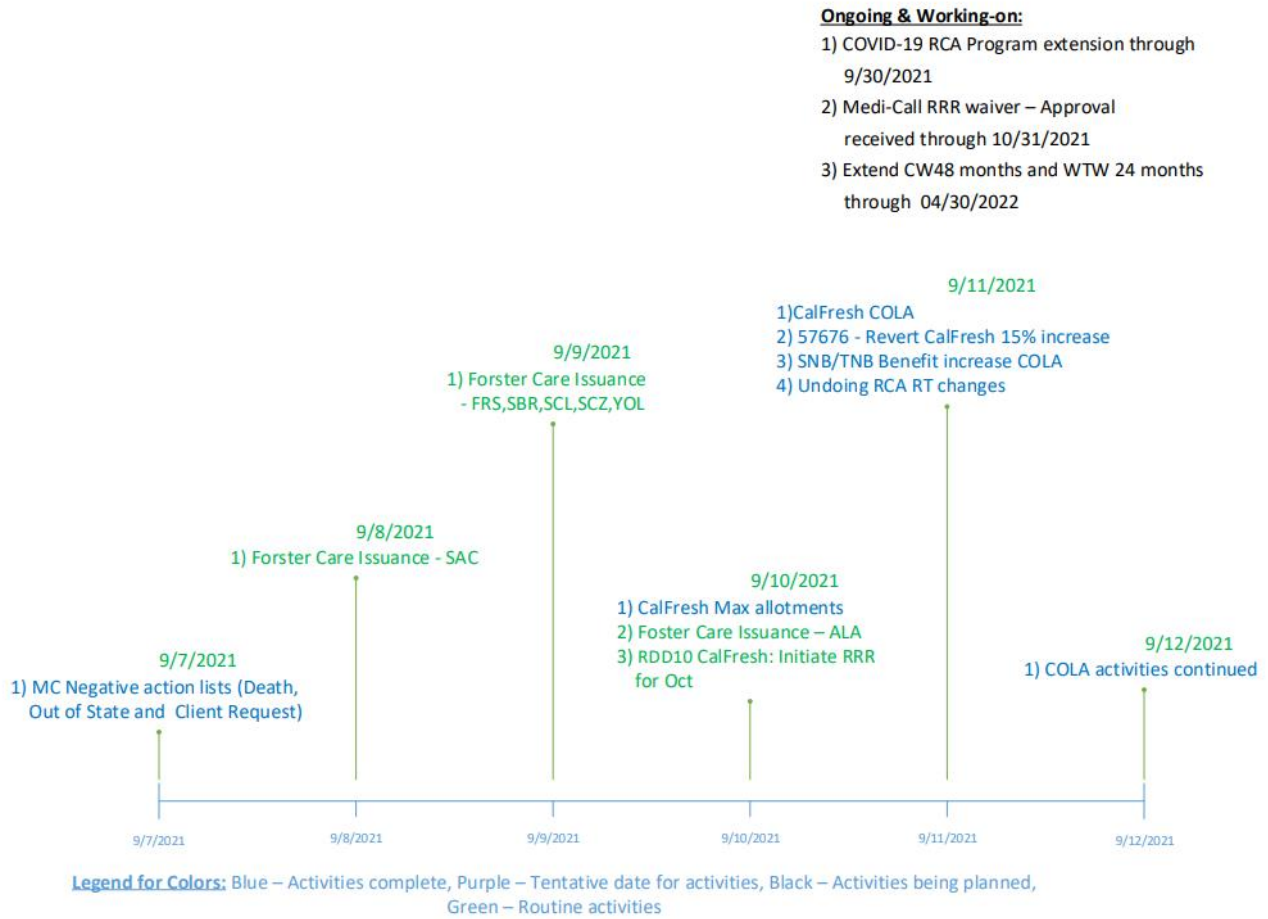 Ongoing & Working-on:
1) COVID-19 RCA Program extension through
9/30/2021
2) Medi-Call RRR waiver – Approval
received through 10/31/2021
3) Extend CW48 months and WTW 24 months
through 04/30/2022
9/11/2021
1)CalFresh COLA
2) 57676 - Revert CalFresh 15% increase
3) SNB/TNB Benefit increase COLA
4) Undoing RCA RT changes
9/9/2021
1) Forster Care Issuance
- FRS,SBR,SCL,SCZ,YOL
9/8/2021
1) Forster Care Issuance - SAC
9/10/2021
1) CalFresh Max allotments
2) Foster Care Issuance – ALA
3) RDD10 CalFresh: Initiate RRR
for Oct
9/7/2021
1) MC Negative action lists (Death,
Out of State and Client Request)
9/12/2021
1) COLA activities continued
9/7/2021
9/8/2021
9/9/2021
9/10/2021
9/11/2021
9/12/2021
Legend for Colors: Blue – Activities complete, Purple – Tentative date for activities, Black – Activities being planned,
Green – Routine activities